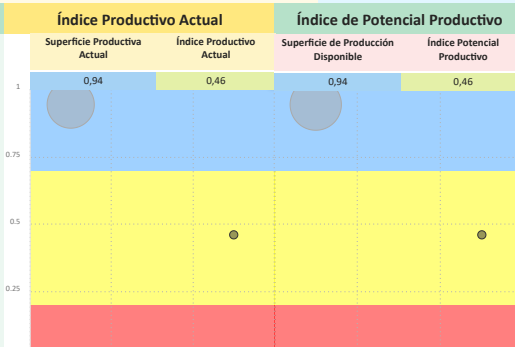 Índice Productivo Actual
Índice de Potencial Productivo
Superficie Productiva
Actual
Índice Productivo
Actual
Superficie de Producción
Disponible
Índice Potencial
Productivo
0,94
0,46
0,94
0,46
1
0.75
0.5
0.25